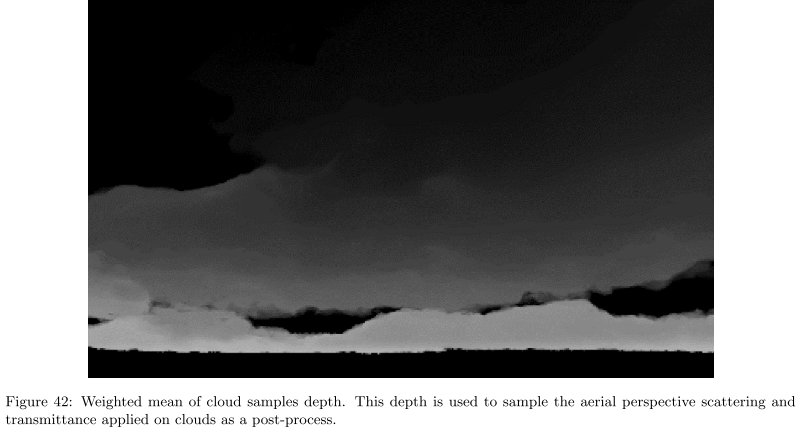 Figure 42: Weighted mean of cloud samples depth. This depth is used to sample the aerial perspective scattering and
transmittance applied on clouds as a post-process.